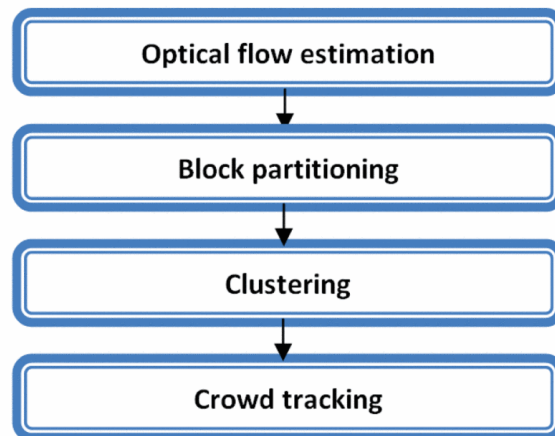 Optical flow estimation
Block partitioning
Clustering
Crowd tracking